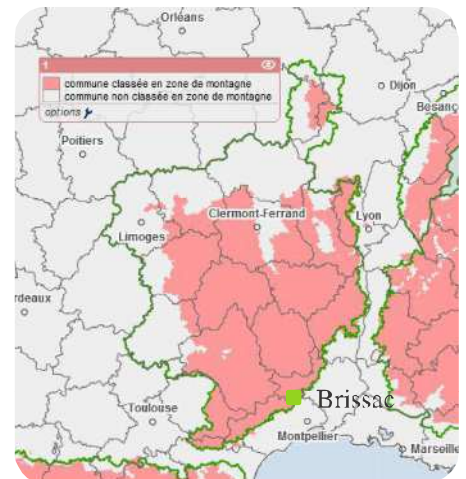 Orléans
1
commune classée en zone de montagne
commune non classée en zone de montagne
options
Dijon
Besanço
Poitiers
Clermont-Ferrand
Lyon
Limoges
rdeaux
Brissac
Toulouse
Montpellier
Marseille